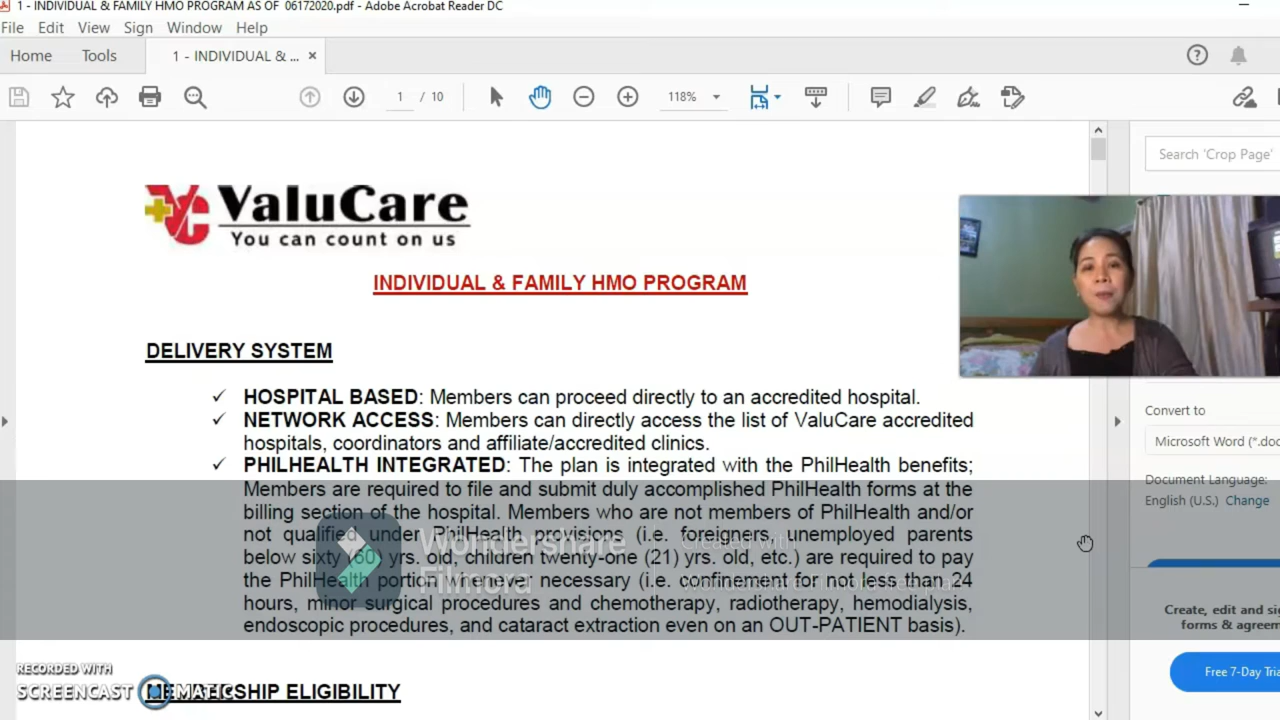 1 - INDIVIDUAL & FAMILY HMO PROGRAM AS OF 06172020.pdf - Adobe Acrobat Reader DC
File Edit View Sign Window Help
Home Tools 1 - INDIVIDUAL & ... ×
1 / 10 118%
Search 'Crop Page'
ValuCare
You can count on us
INDIVIDUAL & FAMILY HMO PROGRAM
DELIVERY SYSTEM
✓ HOSPITAL BASED: Members can proceed directly to an accredited hospital.
✓ NETWORK ACCESS: Members can directly access the list of ValuCare accredited
hospitals, coordinators and affiliate/accredited clinics.
✓ PHILHEALTH INTEGRATED: The plan is integrated with the PhilHealth benefits;
Members are required to file and submit duly accomplished PhilHealth forms at the
billing section of the hospital. Members who are not members of PhilHealth and/or
not qualified under PhilHealth provisions (i.e. foreigners, unemployed parents
below sixty (60) yrs. old, children twenty-one (21) yrs. old, etc.) are required to pay
the PhilHealth portion whenever necessary (i.e. confinement for not less than 24
hours, minor surgical procedures and chemotherapy, radiotherapy, hemodialysis,
endoscopic procedures, and cataract extraction even on an OUT-PATIENT basis).
MEMBERSHIP ELIGIBILITY
Convert to
Microsoft Word (*.doc
Document Language:
English (U.S.) Change
Create, edit and si
forms & agreem
Free 7-Day Tria
Wondershare
Filmora
Created with
Wondershare Filmora free plan
RECORDED WITH
SCREENCAST MATIC